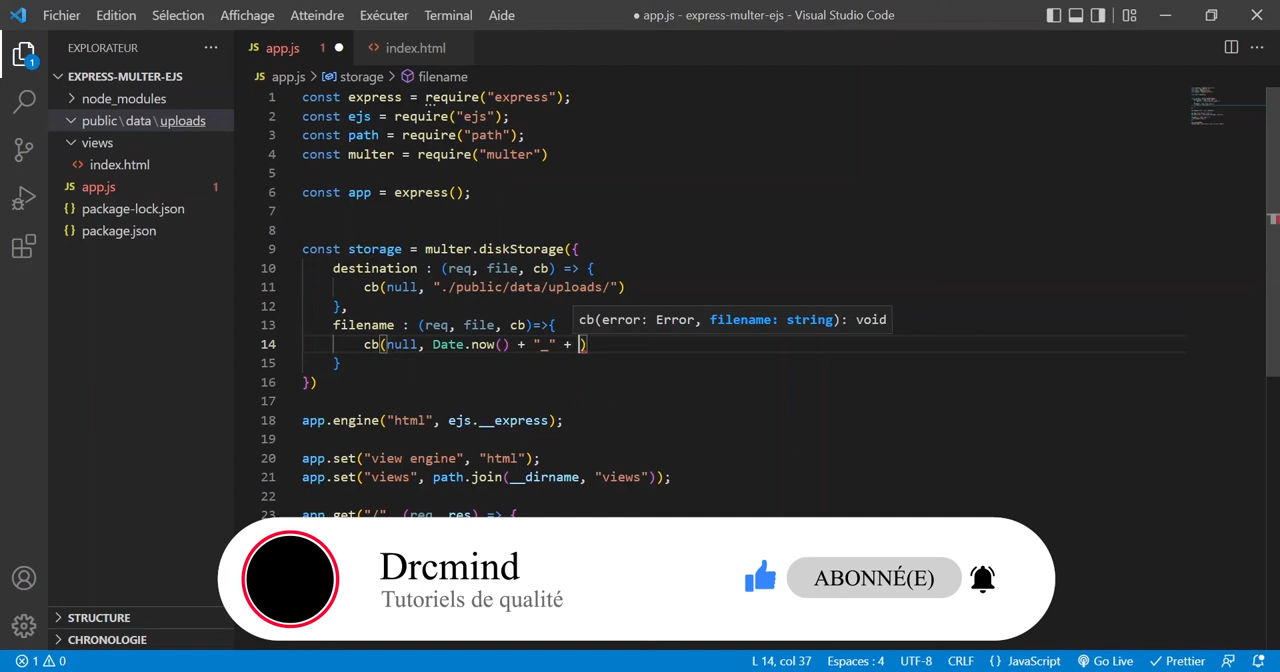 Fichier Edition Sélection Affichage Atteindre Exécuter Terminal Aide
● app.js - express-multer-ejs - Visual Studio Code
EXPLORATEUR
JS app.js 1
<> index.html
1
EXPRESS-MULTER-EJS
node_modules
public\data\uploads
views
<> index.html
JS app.js 1
{} package-lock.json
{} package.json
STRUCTURE
CHRONOLOGIE
JS app.js > storage > filename
1 const express = require("express");
2 const ejs = require("ejs");
3 const path = require("path");
4 const multer = require("multer")
5
6 const app = express();
7
8
9 const storage = multer.diskStorage({
10 destination : (req, file, cb) => {
11 cb(null, "./public/data/uploads/")
12 },
13 filename : (req, file, cb)=>{
cb(error: Error, filename: string): void
14 cb(null, Date.now() + "_" + )
15 }
16 })
17
18 app.engine("html", ejs.__express);
19
20 app.set("view engine", "html");
21 app.set("views", path.join(__dirname, "views"));
22
23 app.get("/", (req, res) => {
Drcmind
Tutoriels de qualité
ABONNÉ(E)
1 0
L 14, col 37 Espaces : 4 UTF-8 CRLF {} JavaScript Go Live Prettier